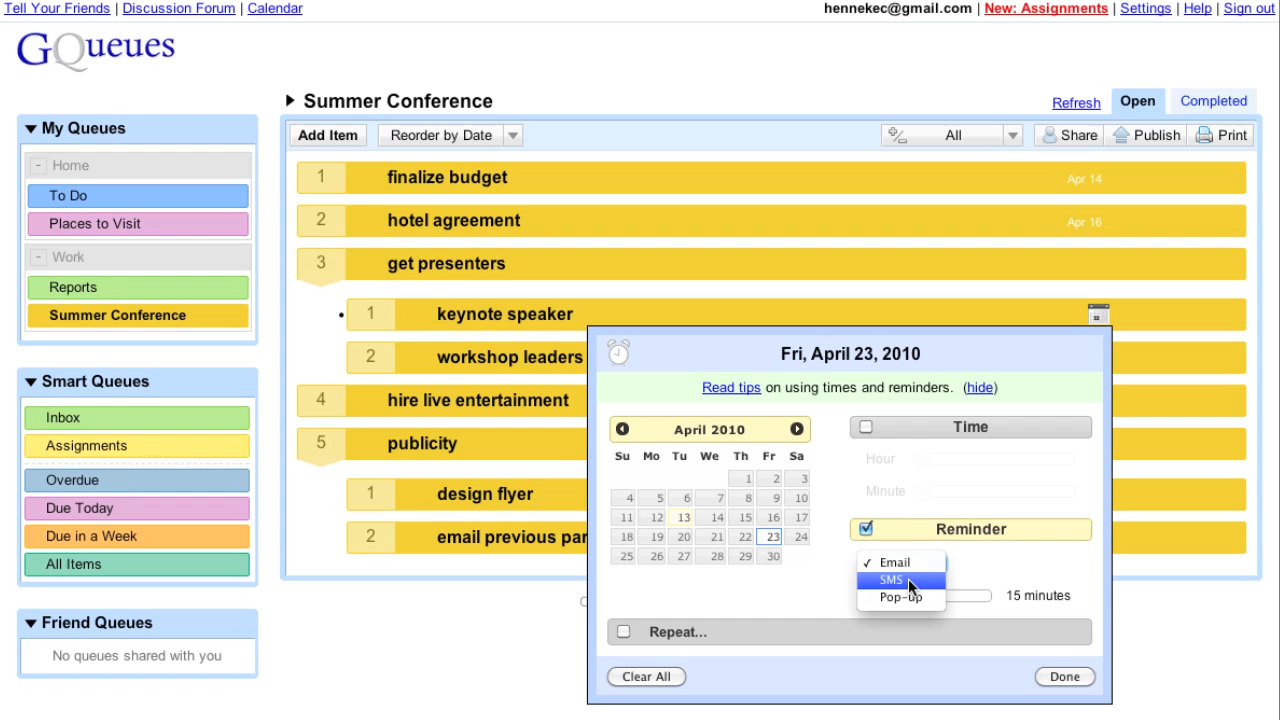 Tell Your Friends | Discussion Forum | Calendar
hennekec@gmail.com | New: Assignments | Settings | Help | Sign out
GQueues
My Queues
- Home
To Do
Places to Visit
- Work
Reports
Summer Conference
Smart Queues
Inbox
Assignments
Overdue
Due Today
Due in a Week
All Items
Friend Queues
No queues shared with you
Summer Conference
Refresh Open Completed
Add Item Reorder by Date All Share Publish Print
1 finalize budget Apr 14
2 hotel agreement Apr 16
3 get presenters
1 keynote speaker
2 workshop leaders
4 hire live entertainment
5 publicity
1 design flyer
2 email previous par
Fri, April 23, 2010
Read tips on using times and reminders. (hide)
April 2010
Su Mo Tu We Th Fr Sa
1 2 3
4 5 6 7 8 9 10
11 12 13 14 15 16 17
18 19 20 21 22 23 24
25 26 27 28 29 30
Time
Hour
Minute
Reminder
✓ Email
SMS
Pop-up
15 minutes
Repeat...
Clear All Done